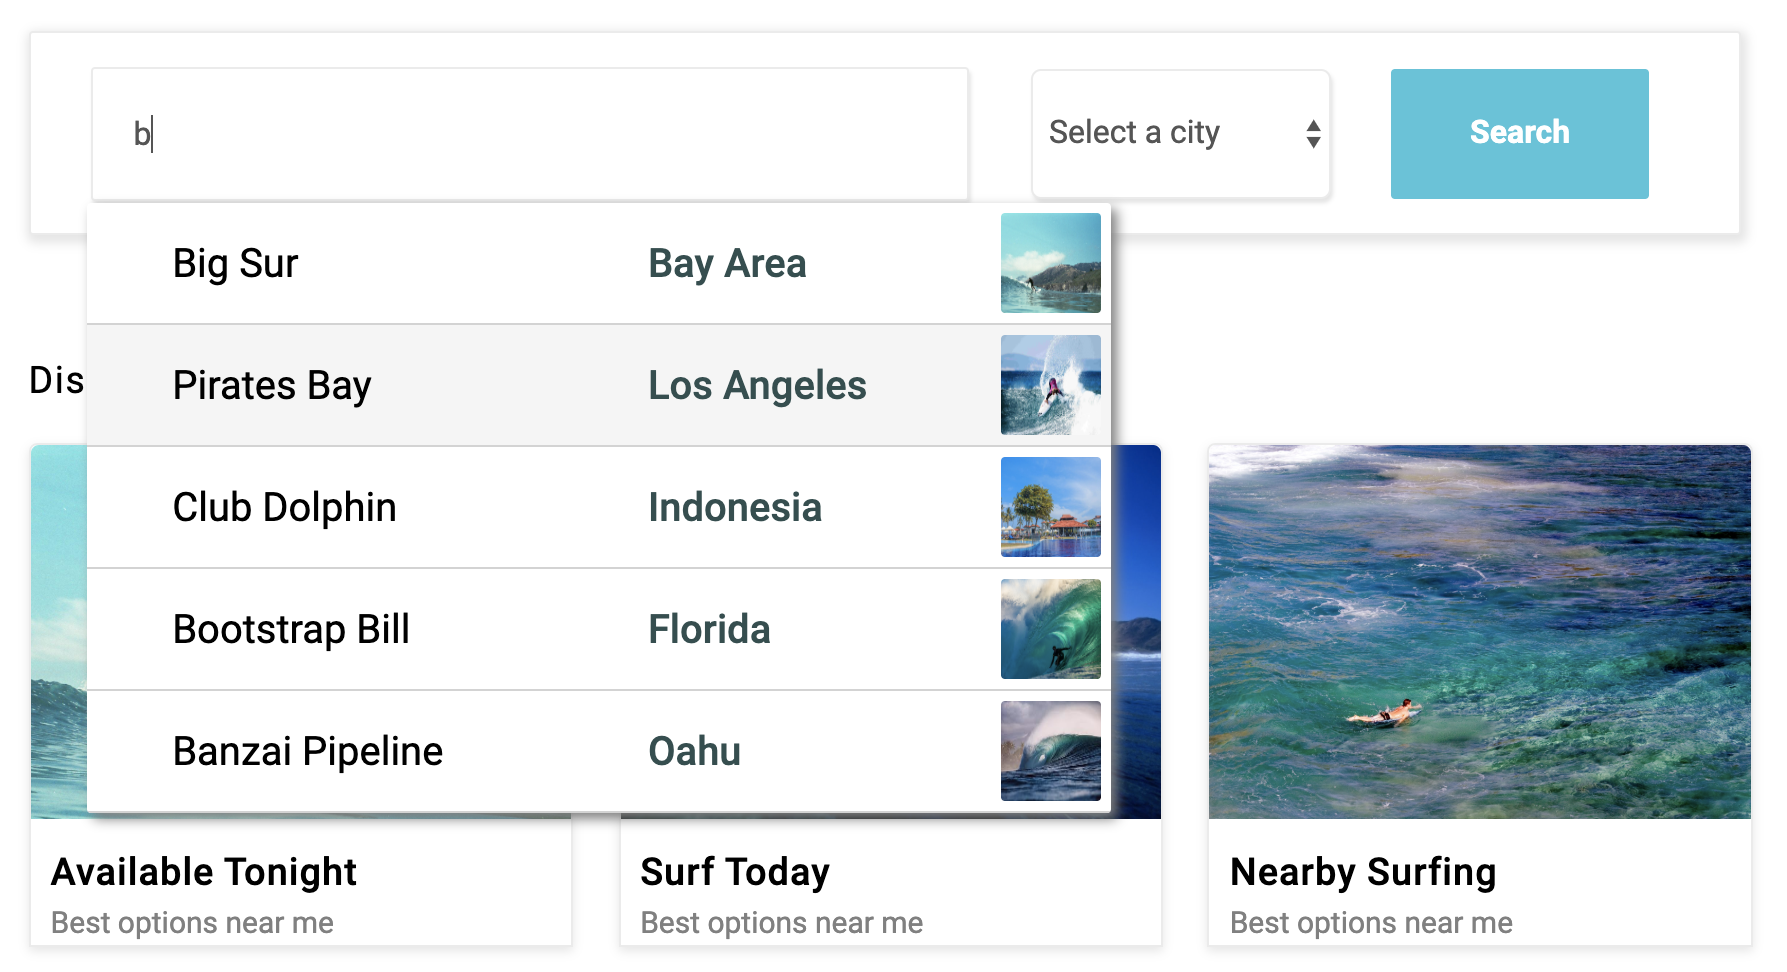 b
Select a city
Search
Big Sur Bay Area
Dis
Pirates Bay Los Angeles
Club Dolphin Indonesia
Bootstrap Bill Florida
Banzai Pipeline Oahu
Available Tonight
Best options near me
Surf Today
Best options near me
Nearby Surfing
Best options near me